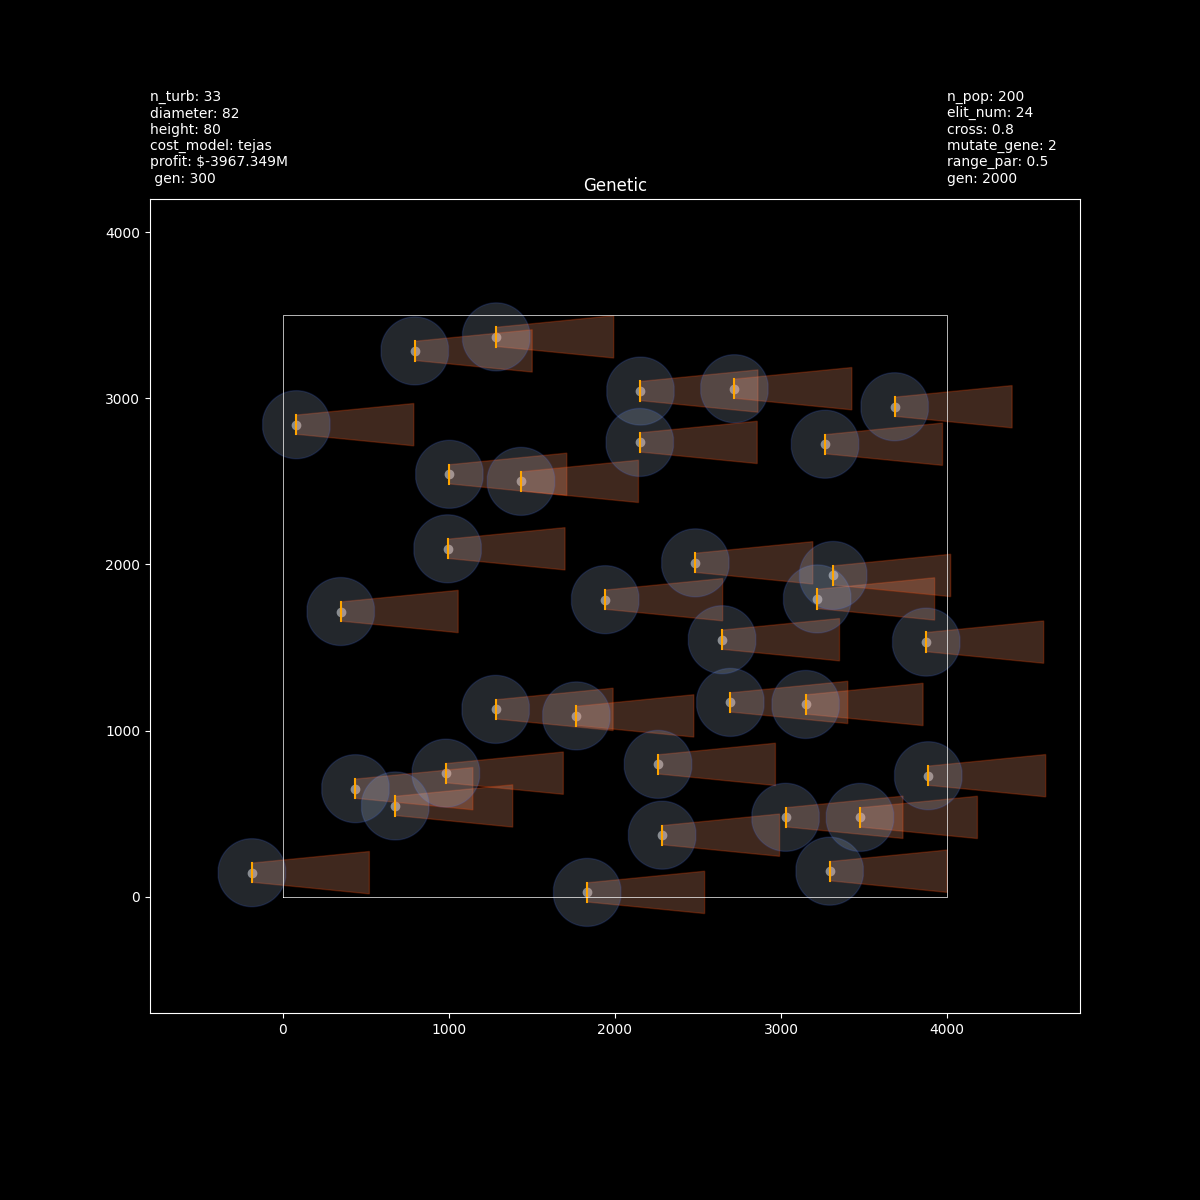 n_turb: 33
diameter: 82
height: 80
cost_model: tejas
profit: $-3967.349M
gen: 300
n_pop: 200
elit_num: 24
cross: 0.8
mutate_gene: 2
range_par: 0.5
gen: 2000
Genetic
4000
3000
2000
1000
0
0
1000
2000
3000
4000